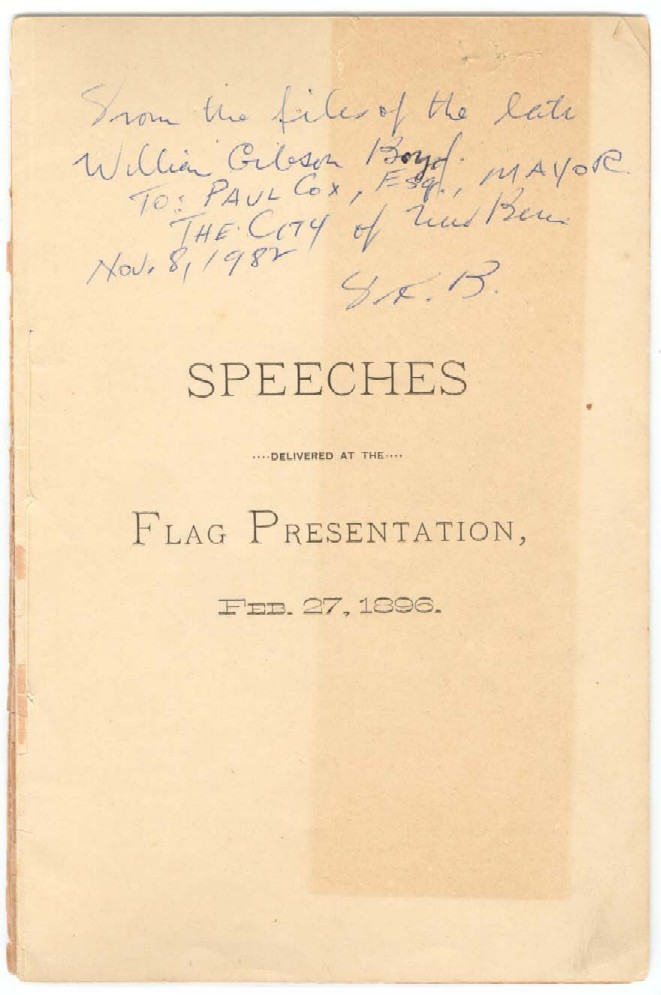 From the files of the late
William Gibson Boyd.
To: PAUL COX, Esq., MAYOR.
THE CITY of New Bern
Nov. 8, 1982
B.
SPEECHES
....DELIVERED AT THE....
FLAG PRESENTATION,
FEB. 27, 1896.